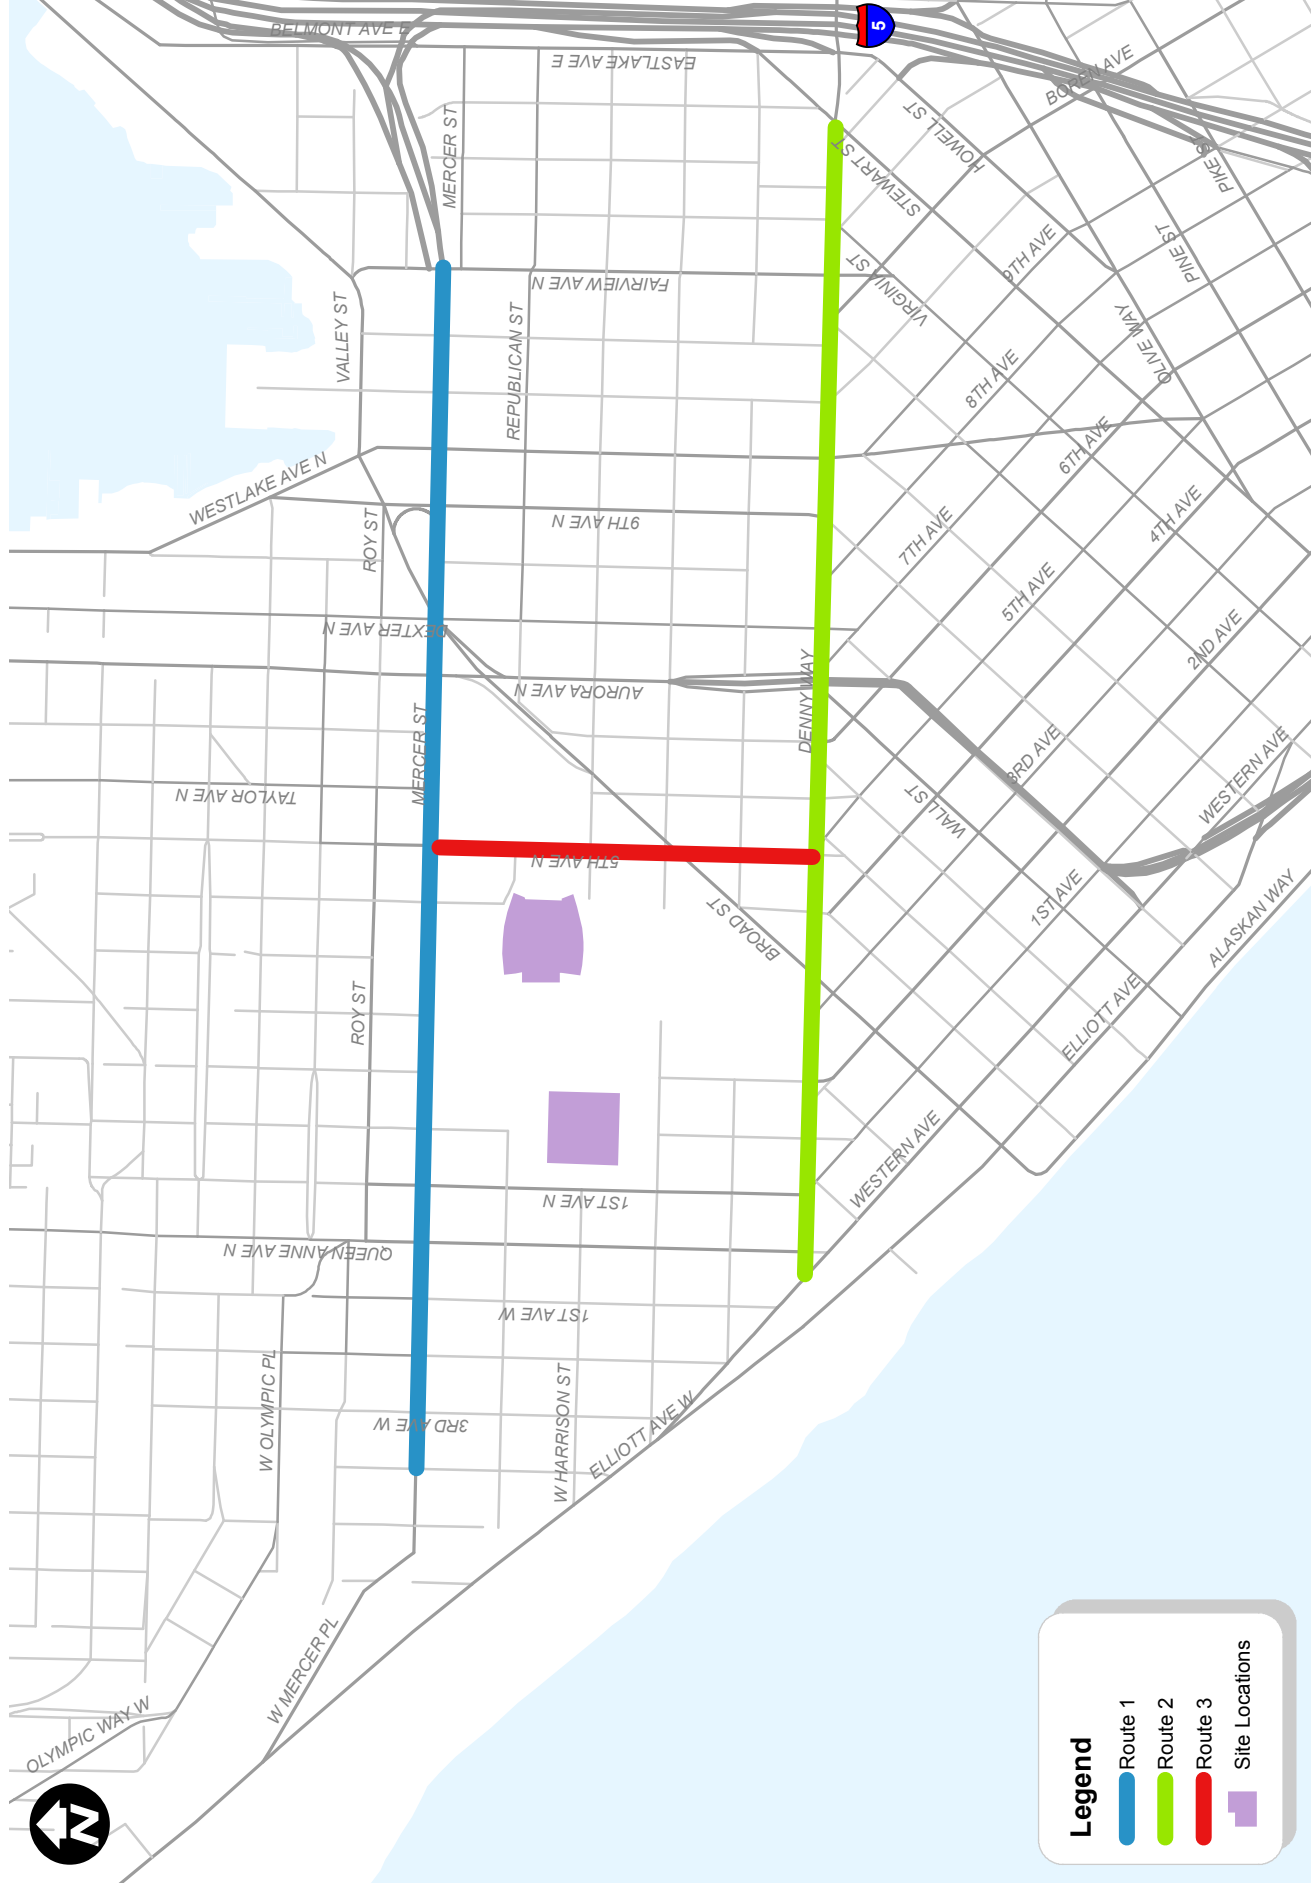 BELMONT AVE E
5
EASTLAKE AVE E
BOREN AVE
HOWELL ST
MERCER ST
STEWART ST
PIKE ST
FAIRVIEW AVE N
VIRGINIA ST
9TH AVE
PINE ST
VALLEY ST
REPUBLICAN ST
8TH AVE
OLIVE WAY
WESTLAKE AVE N
6TH AVE
ROY ST
9TH AVE N
7TH AVE
4TH AVE
DEXTER AVE N
5TH AVE
2ND AVE
AURORA AVE N
MERCER ST
DENNY WAY
3RD AVE
WESTERN AVE
TAYLOR AVE N
WALL ST
5TH AVE N
BROAD ST
1ST AVE
ALASKAN WAY
ROY ST
ELLIOTT AVE
1ST AVE N
WESTERN AVE
QUEEN ANNE AVE N
1ST AVE W
W OLYMPIC PL
3RD AVE W
W HARRISON ST
ELLIOTT AVE W
W MERCER PL
OLYMPIC WAY W
N
Legend
Route 1
Route 2
Route 3
Site Locations